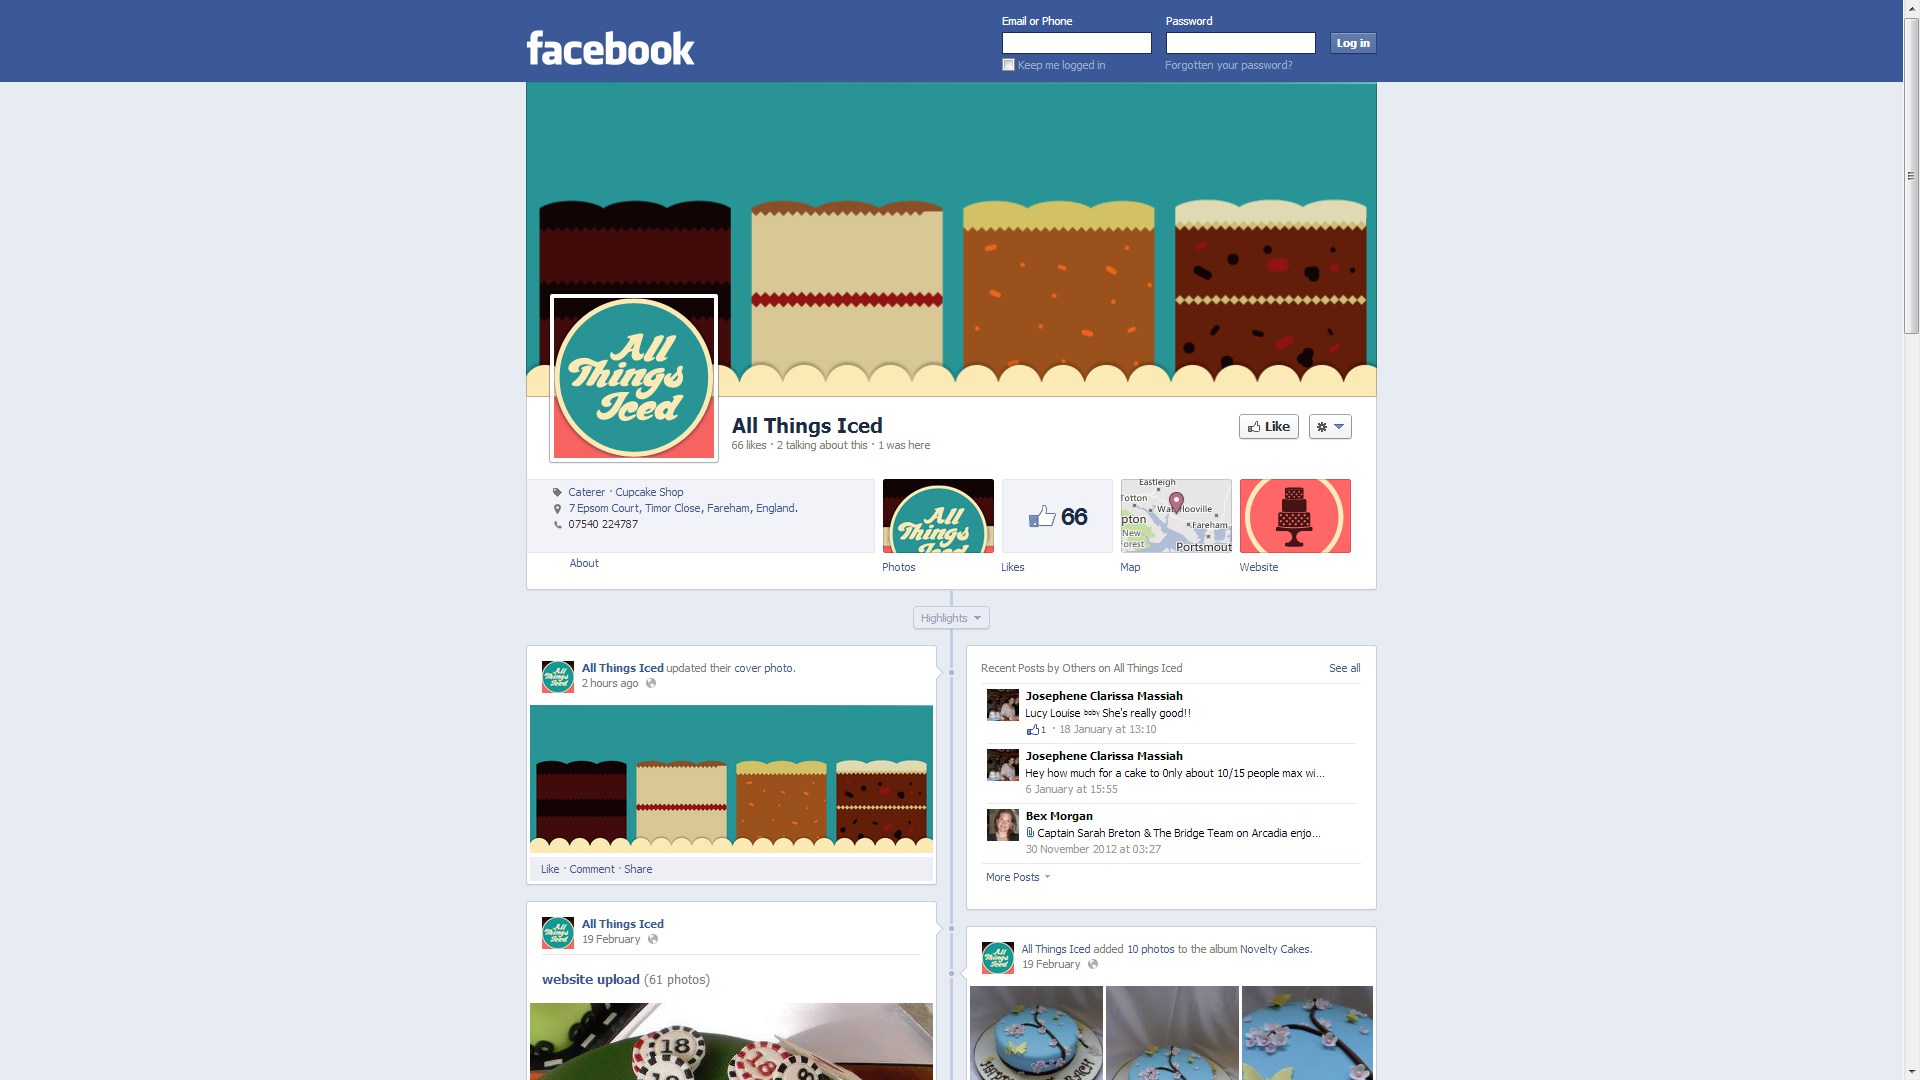 facebook
Email or Phone
Password
Log in
Keep me logged in
Forgotten your password?
All
Things
Iced
All Things Iced
66 likes · 2 talking about this · 1 was here
Like
Caterer · Cupcake Shop
7 Epsom Court, Timor Close, Fareham, England.
07540 224787
About
All
Things
Iced
Photos
66
Likes
Eastleigh
Totton
Waterlooville
pton
Fareham
New
Forest
Portsmout
Map
Website
Highlights
All Things Iced updated their cover photo.
2 hours ago
Like · Comment · Share
All Things Iced
19 February
website upload (61 photos)
18
18
18
8
Recent Posts by Others on All Things Iced
See all
Josephene Clarissa Massiah
Lucy Louise ᵇᵒᵇʸ She's really good!!
1 · 18 January at 13:10
Josephene Clarissa Massiah
Hey how much for a cake to 0nly about 10/15 people max wi...
6 January at 15:55
Bex Morgan
Captain Sarah Breton & The Bridge Team on Arcadia enjo...
30 November 2012 at 03:27
More Posts
All Things Iced added 10 photos to the album Novelty Cakes.
19 February